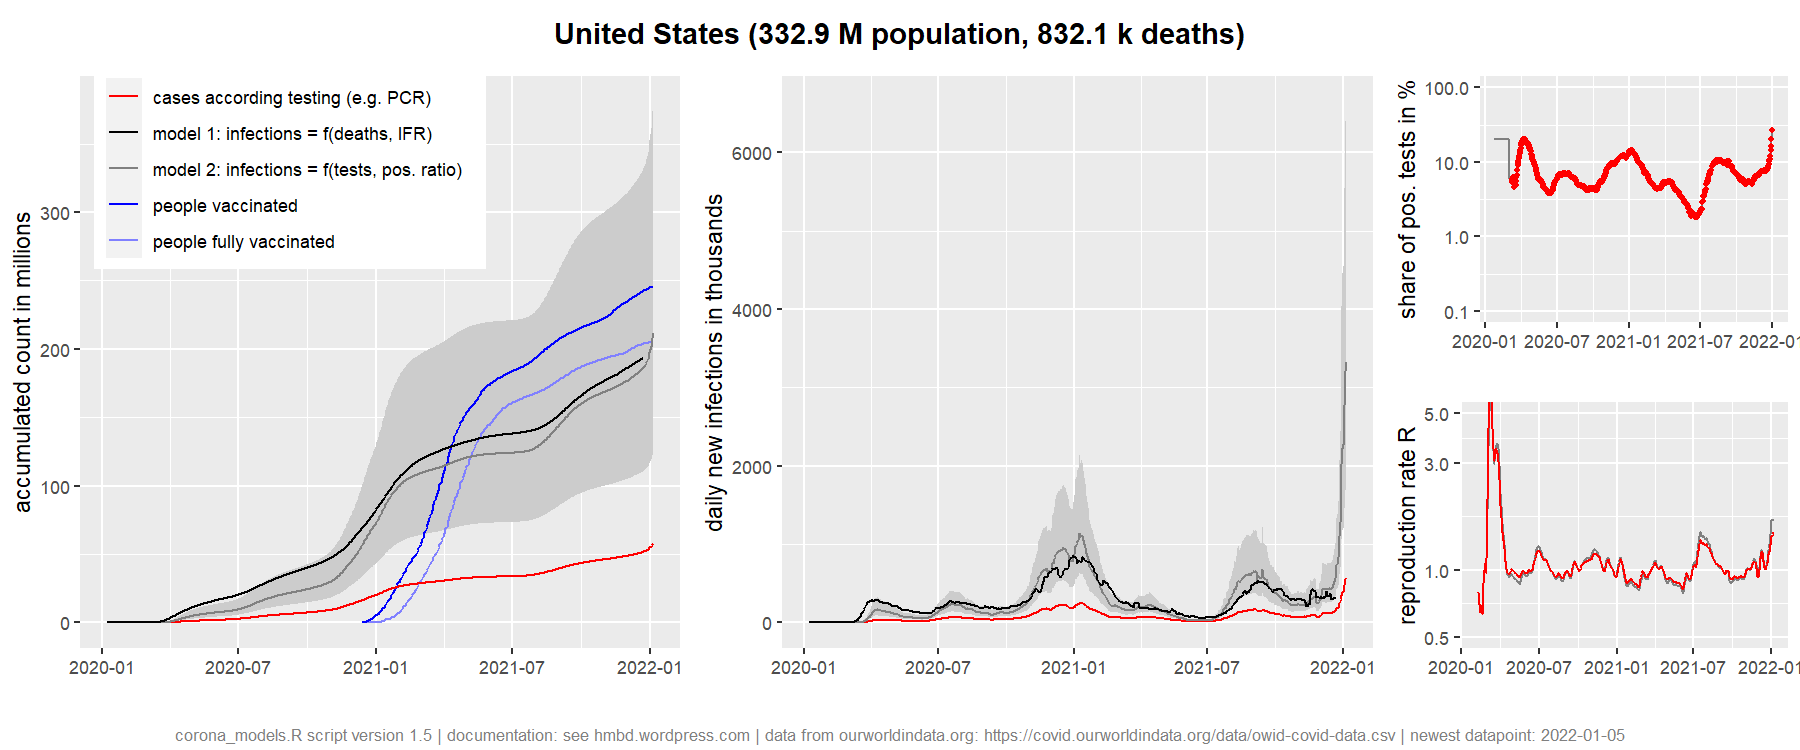 United States (332.9 M population, 832.1 k deaths)
accumulated count in millions
300
200
100
0
cases according testing (e.g. PCR)
model 1: infections = f(deaths, IFR)
model 2: infections = f(tests, pos. ratio)
people vaccinated
people fully vaccinated
2020-01 2020-07 2021-01 2021-07 2022-01
daily new infections in thousands
6000
4000
2000
0
2020-01 2020-07 2021-01 2021-07 2022-01
share of pos. tests in %
100.0
10.0
1.0
0.1
2020-01 2020-07 2021-01 2021-07 2022-01
reproduction rate R
5.0
3.0
1.0
0.5
2020-01 2020-07 2021-01 2021-07 2022-01
corona_models.R script version 1.5 | documentation: see hmbd.wordpress.com | data from ourworldindata.org: https://covid.ourworldindata.org/data/owid-covid-data.csv | newest datapoint: 2022-01-05